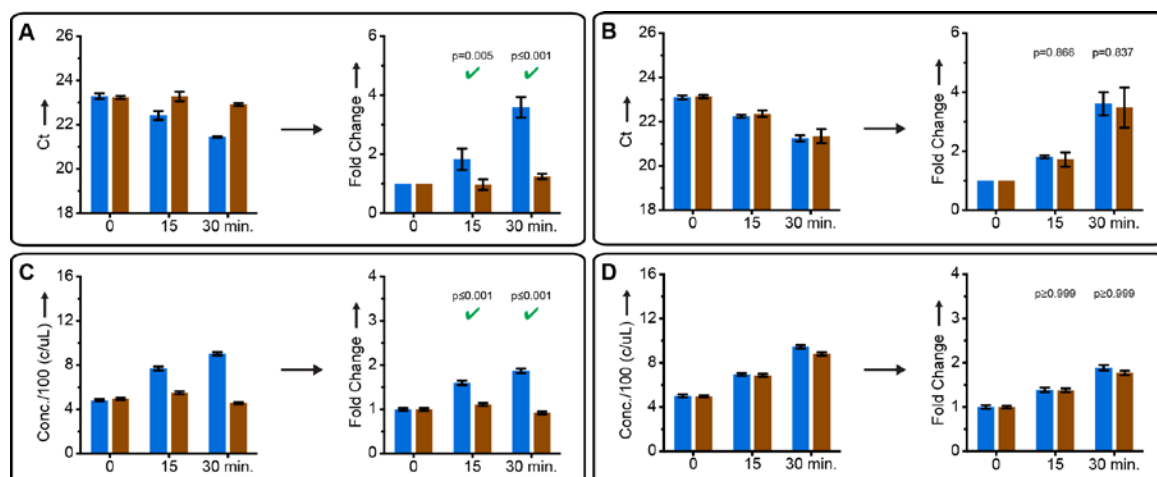 A
Ct
24
22
20
18
0
15
30 min.
Fold Change
6
4
2
0
p=0.005
p≤0.001
✓
✓
0
15
30 min.
B
Ct
24
22
20
18
0
15
30 min.
Fold Change
6
4
2
0
p=0.866
p=0.837
0
15
30 min.
C
Conc./100 (c/uL)
16
12
8
4
0
0
15
30 min.
Fold Change
4
3
2
1
0
p≤0.001
p≤0.001
✓
✓
0
15
30 min.
D
Conc./100 (c/uL)
16
12
8
4
0
0
15
30 min.
Fold Change
4
3
2
1
0
p≥0.999
p≥0.999
0
15
30 min.